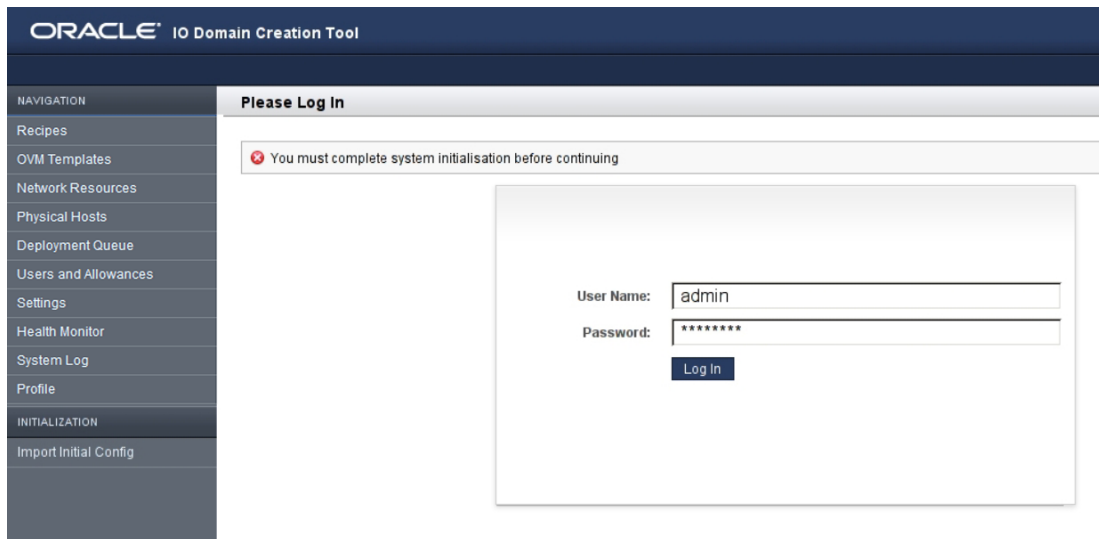 ORACLE® IO Domain Creation Tool
NAVIGATION
Recipes
OVM Templates
Network Resources
Physical Hosts
Deployment Queue
Users and Allowances
Settings
Health Monitor
System Log
Profile
INITIALIZATION
Import Initial Config
Please Log In
You must complete system initialisation before continuing
User Name: admin
Password: ********
Log In